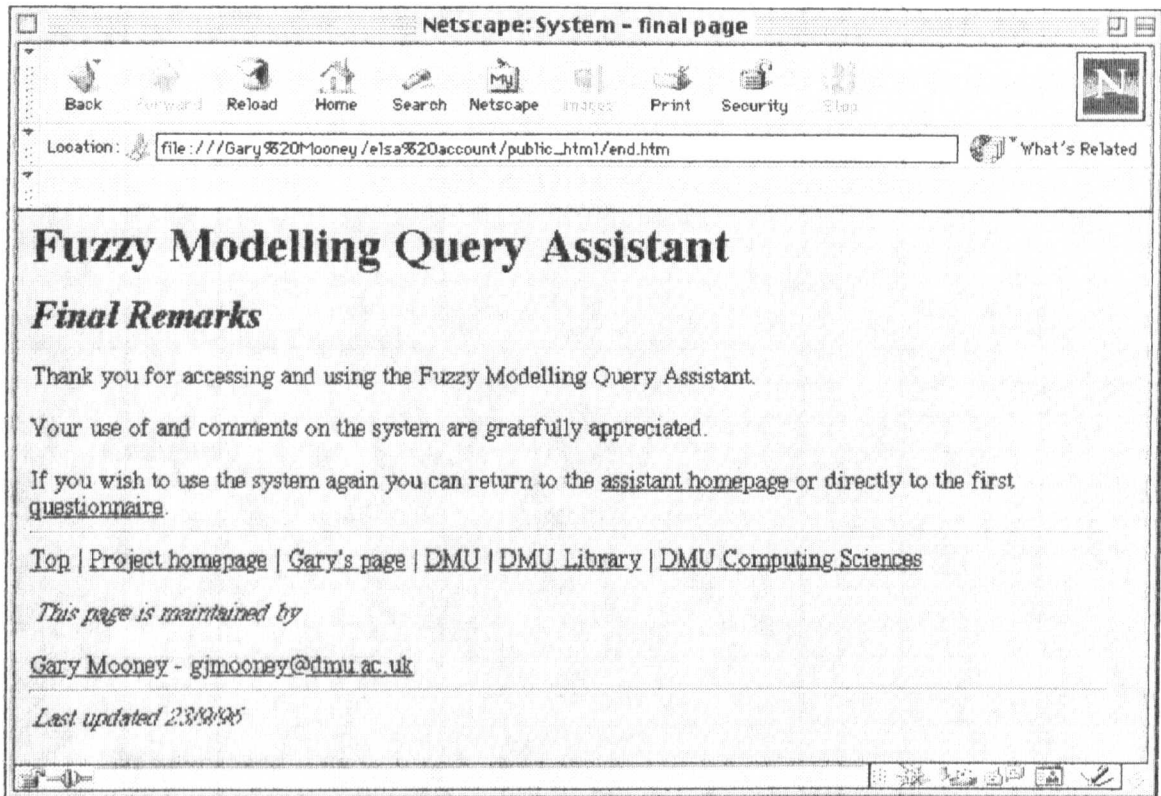 Netscape: System – final page
Back Forward Reload Home Search Netscape Images Print Security Stop
My N
Location: file:///Gary%20Mooney/elsa%20account/public_html/end.htm What's Related
Fuzzy Modelling Query Assistant
Final Remarks
Thank you for accessing and using the Fuzzy Modelling Query Assistant.
Your use of and comments on the system are gratefully appreciated.
If you wish to use the system again you can return to the assistant homepage or directly to the first
questionnaire.
Top | Project homepage | Gary's page | DMU | DMU Library | DMU Computing Sciences
This page is maintained by
Gary Mooney - gjmooney@dmu.ac.uk
Last updated 23/9/96